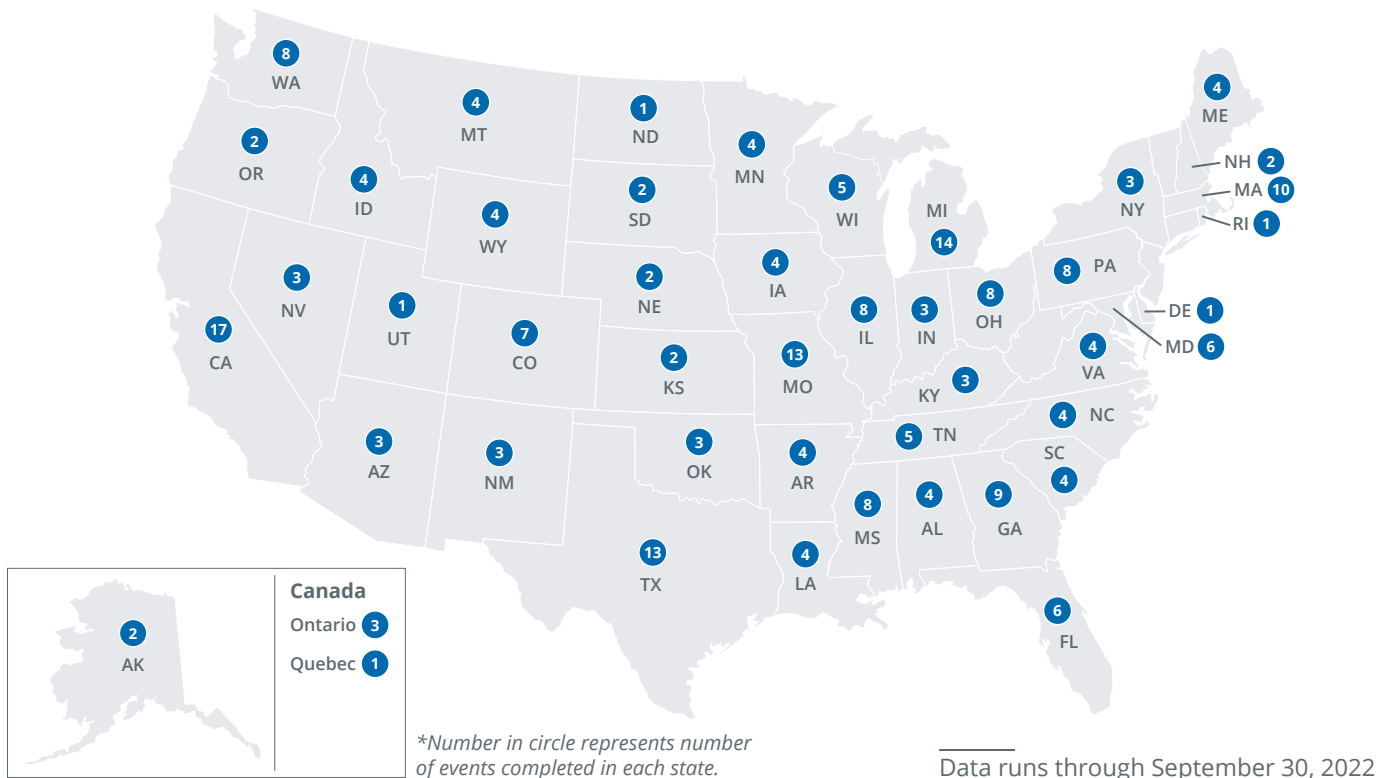 8
WA
4
MT
1
ND
4
MN
4
ME
2
OR
4
ID
4
WY
2
SD
5
WI
MI
14
3
NY
NH 2
MA 10
RI 1
3
NV
1
UT
7
CO
2
NE
4
IA
8
IL
3
IN
8
OH
8 PA
DE 1
MD 6
17
CA
2
KS
13
MO
KY 3
4
VA
3
AZ
3
NM
3
OK
4
AR
5 TN
4 NC
SC
4
13
TX
4
LA
8
MS
4
AL
9
GA
6
FL
2
AK
Canada
Ontario 3
Quebec 1
*Number in circle represents number
of events completed in each state.
Data runs through September 30, 2022